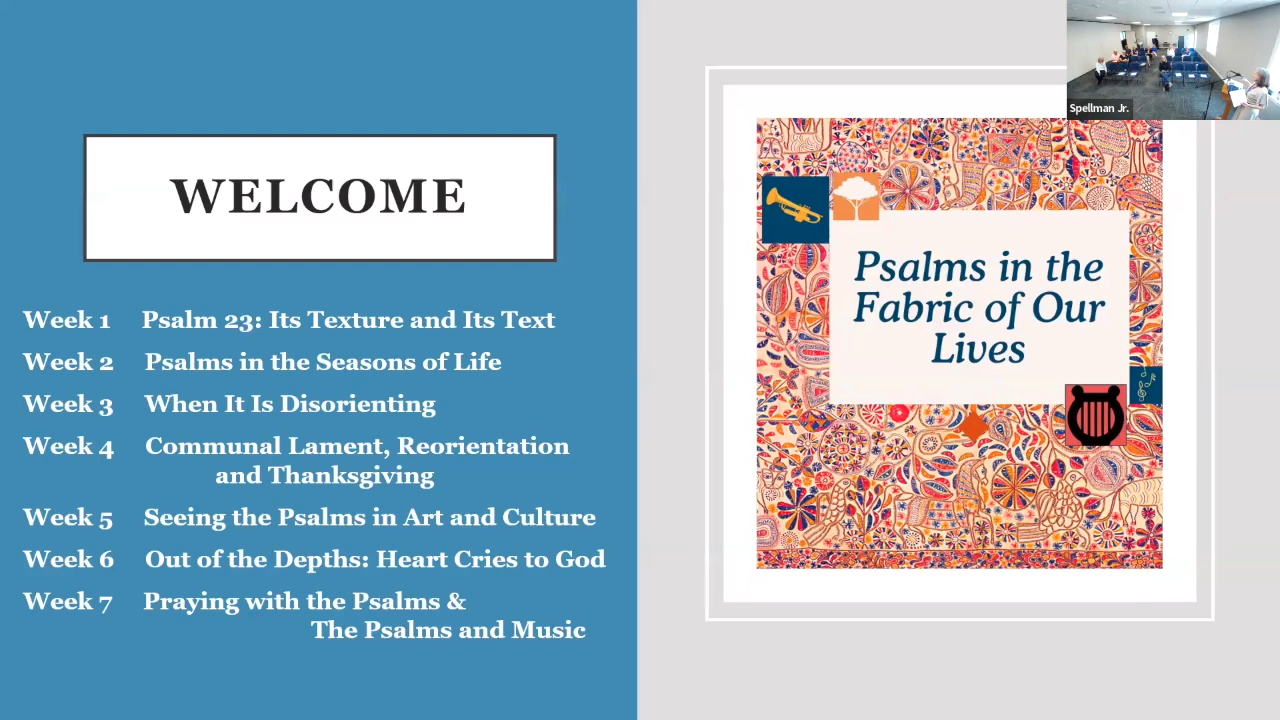 WELCOME
Week 1 Psalm 23: Its Texture and Its Text
Week 2 Psalms in the Seasons of Life
Week 3 When It Is Disorienting
Week 4 Communal Lament, Reorientation
and Thanksgiving
Week 5 Seeing the Psalms in Art and Culture
Week 6 Out of the Depths: Heart Cries to God
Week 7 Praying with the Psalms &
The Psalms and Music
Psalms in the
Fabric of Our
Lives
Spellman Jr.